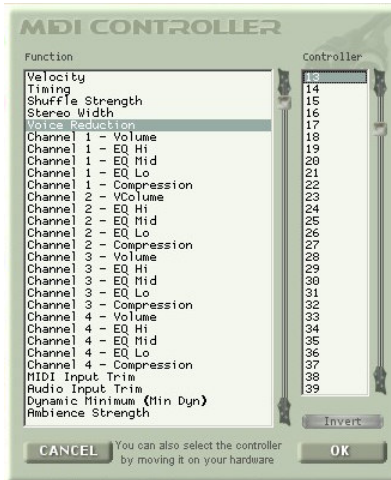 MIDI CONTROLLER
Function
Velocity
Timing
Shuffle Strength
Stereo Width
Voice Reduction
Channel 1 - Volume
Channel 1 - EQ Hi
Channel 1 - EQ Mid
Channel 1 - EQ Lo
Channel 1 - Compression
Channel 2 - VColume
Channel 2 - EQ Hi
Channel 2 - EQ Mid
Channel 2 - EQ Lo
Channel 2 - Compression
Channel 3 - Volume
Channel 3 - EQ Hi
Channel 3 - EQ Mid
Channel 3 - EQ Lo
Channel 3 - Compression
Channel 4 - Volume
Channel 4 - EQ Hi
Channel 4 - EQ Mid
Channel 4 - EQ Lo
Channel 4 - Compression
MIDI Input Trim
Audio Input Trim
Dynamic Minimum (Min Dyn)
Ambience Strength
Controller
13
14
15
16
17
18
19
20
21
22
23
24
25
26
27
28
29
30
31
32
33
34
35
36
37
38
39
Invert
CANCEL
You can also select the controller
by moving it on your hardware
OK